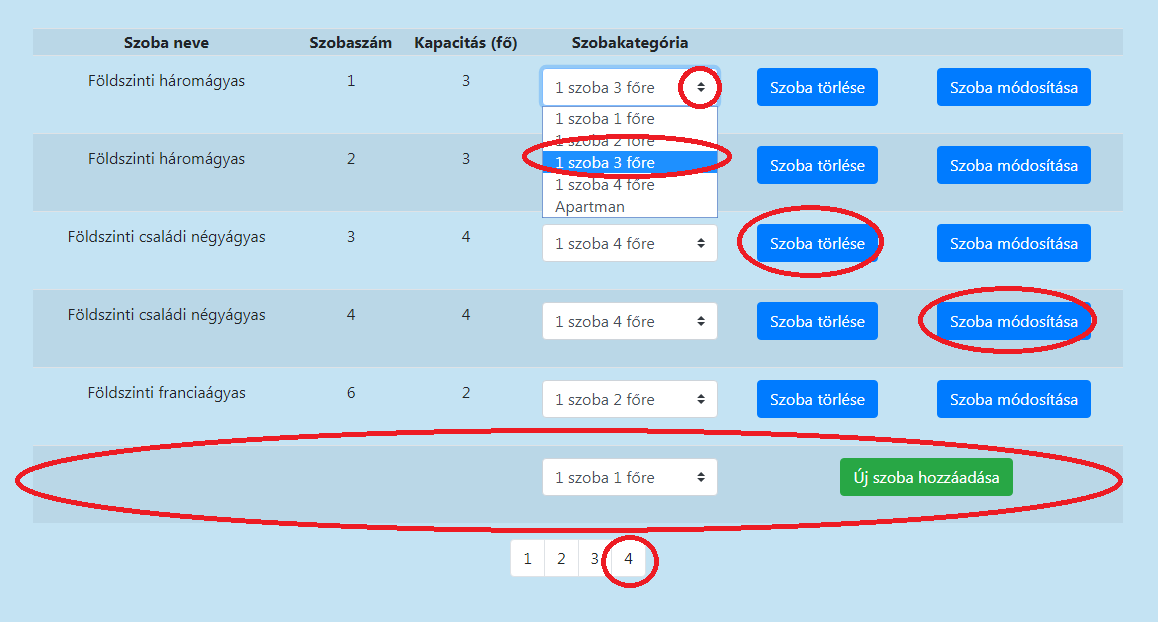 Szoba neve Szobaszám Kapacitás (fő) Szobakategória
Földszinti háromágyas 1 3 1 szoba 3 főre Szoba törlése Szoba módosítása
1 szoba 1 főre
1 szoba 2 főre
Földszinti háromágyas 2 3 1 szoba 3 főre Szoba törlése Szoba módosítása
1 szoba 4 főre
Apartman
Földszinti családi négyágyas 3 4 1 szoba 4 főre Szoba törlése Szoba módosítása
Földszinti családi négyágyas 4 4 1 szoba 4 főre Szoba törlése Szoba módosítása
Földszinti franciaágyas 6 2 1 szoba 2 főre Szoba törlése Szoba módosítása
1 szoba 1 főre Új szoba hozzáadása
1 2 3 4